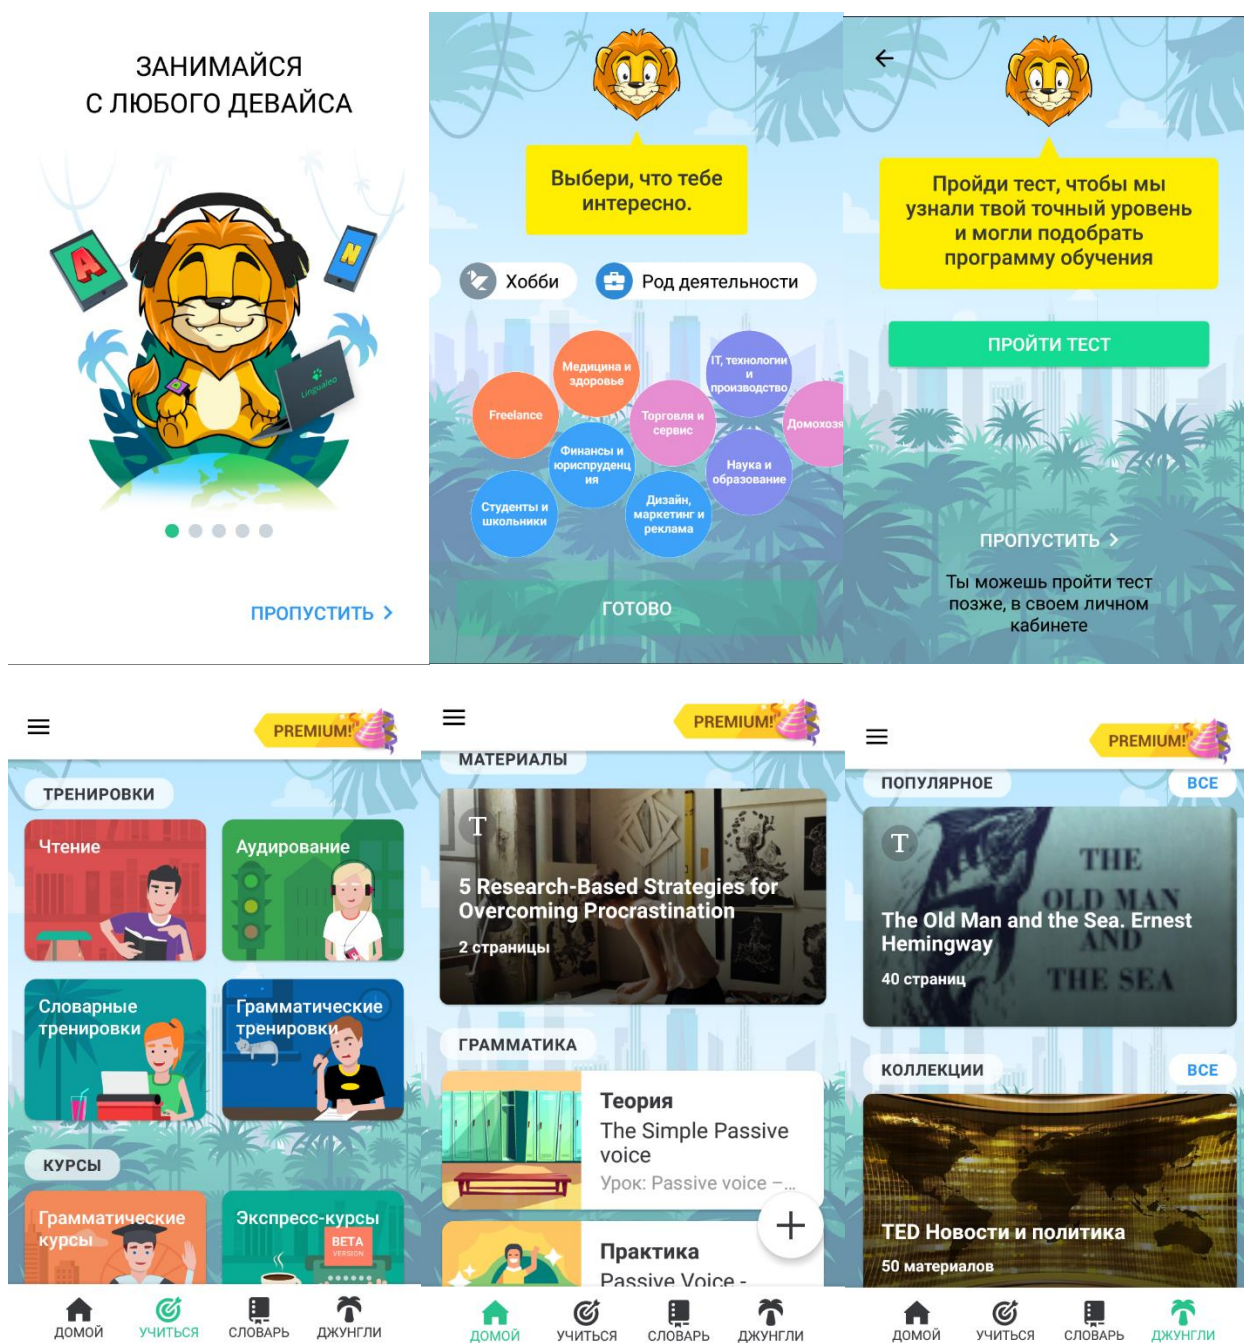 ЗАНИМАЙСЯ
С ЛЮБОГО ДЕВАЙСА
A
N
Lingualeo
ПРОПУСТИТЬ >
Выбери, что тебе
интересно.
Хобби
Род деятельности
Медицина и
здоровье
IT, технологии
и
производство
Freelance
Торговля и
сервис
Домохозя
Финансы и
юриспруденц
ия
Наука и
образование
Студенты и
школьники
Дизайн,
маркетинг и
реклама
ГОТОВО
Пройди тест, чтобы мы
узнали твой точный уровень
и могли подобрать
программу обучения
ПРОЙТИ ТЕСТ
ПРОПУСТИТЬ >
Ты можешь пройти тест
позже, в своем личном
кабинете
PREMIUM!
ТРЕНИРОВКИ
Чтение
Аудирование
Словарные
тренировки
Грамматические
тренировки
КУРСЫ
Грамматические
курсы
Экспресс-курсы
BETA
VERSION
ДОМОЙ
УЧИТЬСЯ
СЛОВАРЬ
ДЖУНГЛИ
PREMIUM!
МАТЕРИАЛЫ
T
5 Research-Based Strategies for
Overcoming Procrastination
2 страницы
ГРАММАТИКА
Теория
The Simple Passive
voice
Урок: Passive voice –...
Практика
Passive Voice -
ДОМОЙ
УЧИТЬСЯ
СЛОВАРЬ
ДЖУНГЛИ
PREMIUM!
ПОПУЛЯРНОЕ
ВСЕ
T
THE
OLD MAN
AND
THE SEA
The Old Man and the Sea. Ernest
Hemingway
40 страниц
КОЛЛЕКЦИИ
ВСЕ
TED Новости и политика
50 материалов
ДОМОЙ
УЧИТЬСЯ
СЛОВАРЬ
ДЖУНГЛИ